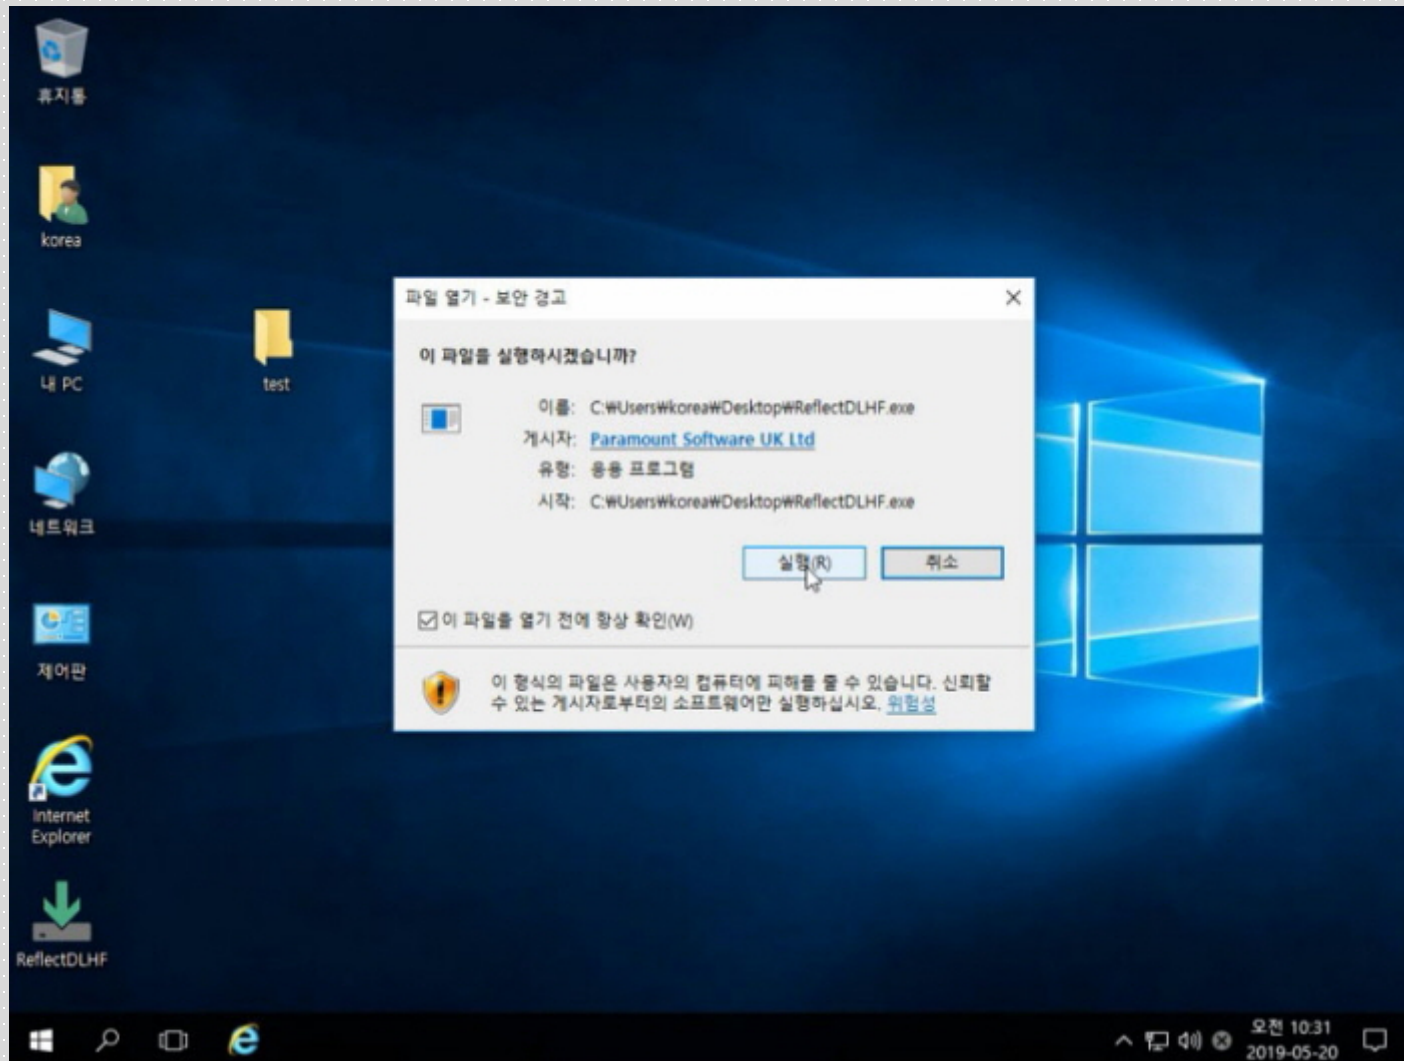 휴지통
korea
내 PC
test
네트워크
제어판
Internet
Explorer
ReflectDLHF
파일 열기 - 보안 경고
이 파일을 실행하시겠습니까?
이름: C:₩Users₩korea₩Desktop₩ReflectDLHF.exe
게시자: Paramount Software UK Ltd
유형: 응용 프로그램
시작: C:₩Users₩korea₩Desktop₩ReflectDLHF.exe
실행(R)
취소
이 파일을 열기 전에 항상 확인(W)
이 형식의 파일은 사용자의 컴퓨터에 피해를 줄 수 있습니다. 신뢰할
수 있는 게시자로부터의 소프트웨어만 실행하십시오. 위험성
오전 10:31
2019-05-20